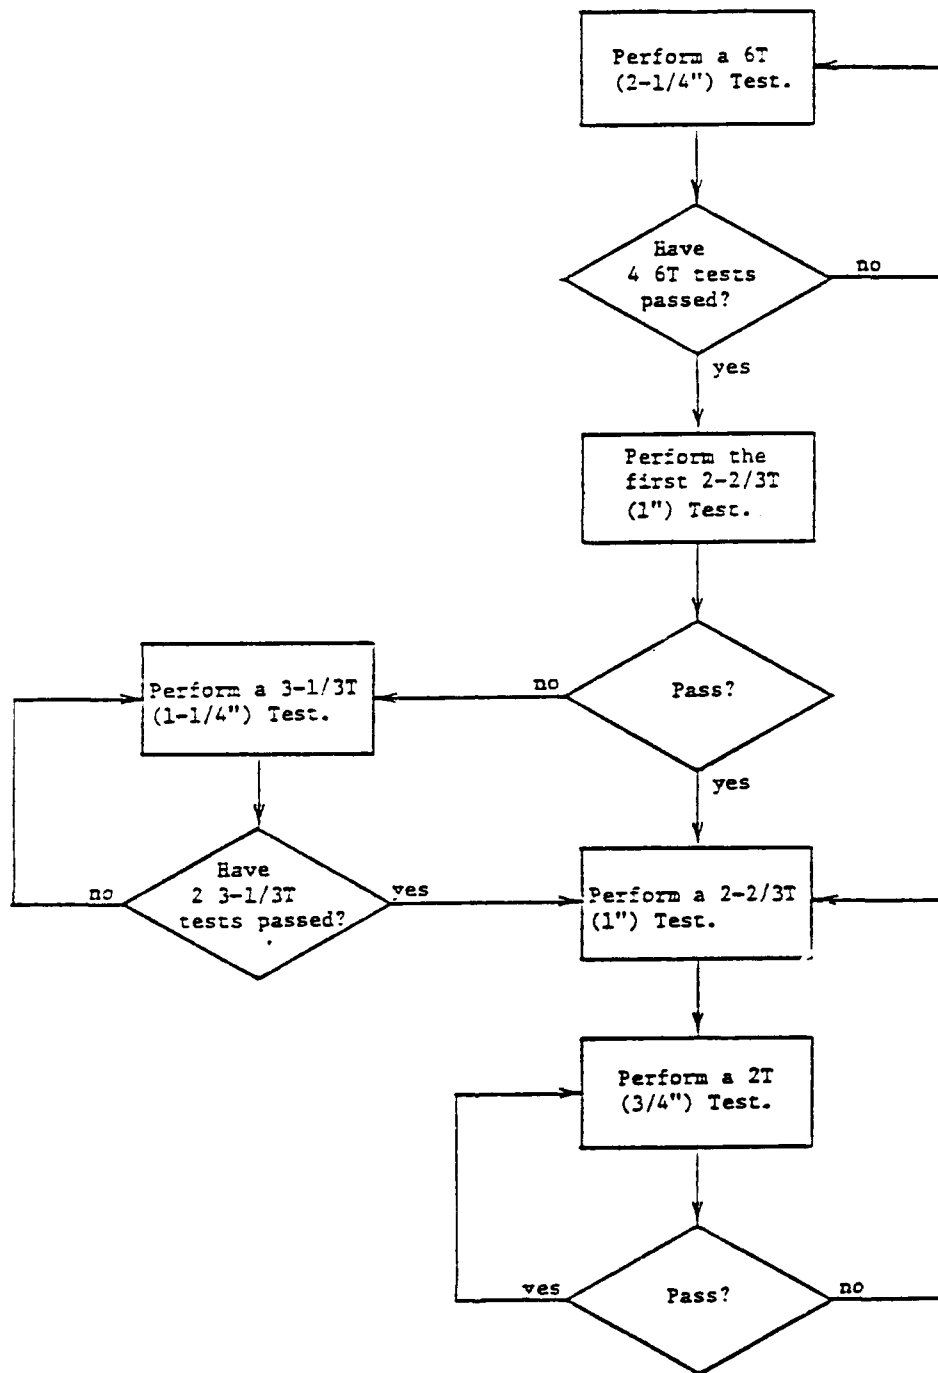 Perform a 6T
(2-1/4") Test.
Have
4 6T tests
passed?
no
yes
Perform the
first 2-2/3T
(1") Test.
Pass?
no
yes
Perform a 3-1/3T
(1-1/4") Test.
Have
2 3-1/3T
tests passed?
no
yes
Perform a 2-2/3T
(1") Test.
Perform a 2T
(3/4") Test.
Pass?
yes
no